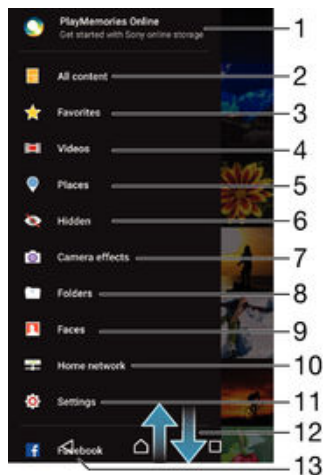 PlayMemories Online
Get started with Sony online storage
1
All content
2
Favorites
3
Videos
4
Places
5
Hidden
6
Camera effects
7
Folders
8
Faces
9
Home network
10
Settings
11
12
Facebook
13